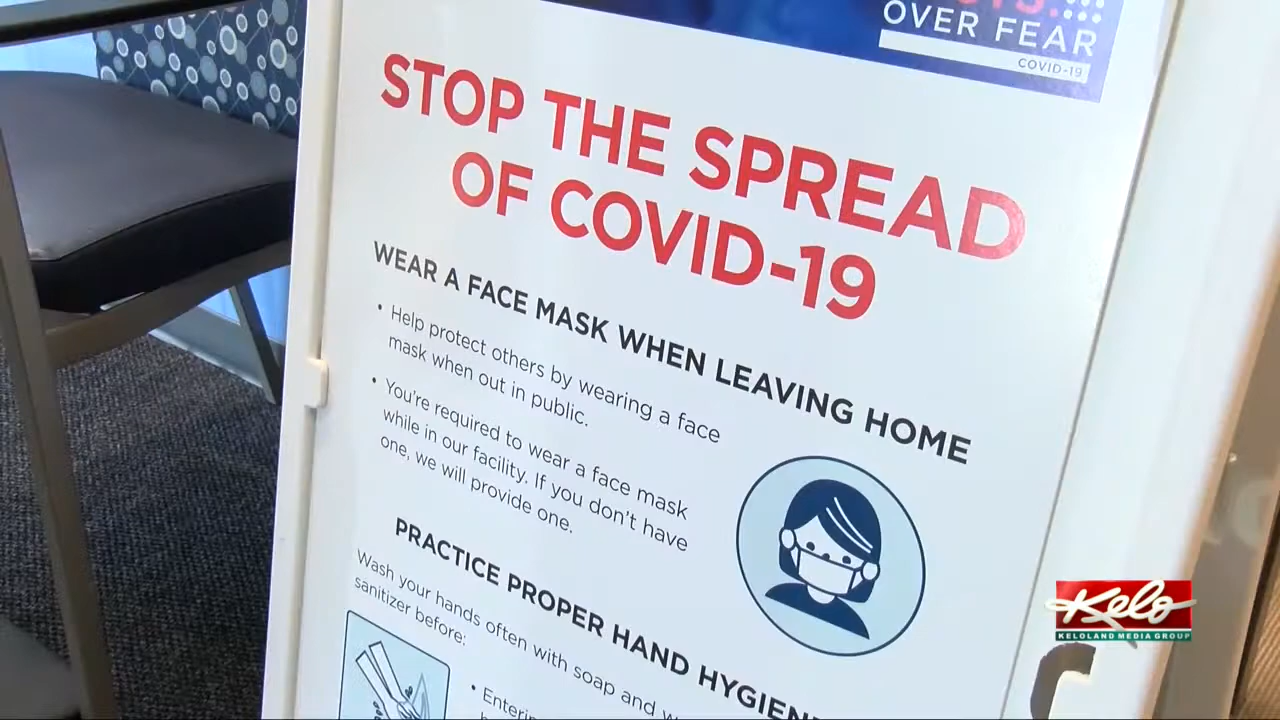 OVER FEAR
COVID-19
STOP THE SPREAD
OF COVID-19
WEAR A FACE MASK WHEN LEAVING HOME
• Help protect others by wearing a face
mask when out in public.
• You're required to wear a face mask
while in our facility. If you don't have
one, we will provide one.
PRACTICE PROPER HAND
Wash your hands often with soap and
sanitizer before:
Kelo
KELOLAND MEDIA GROUP